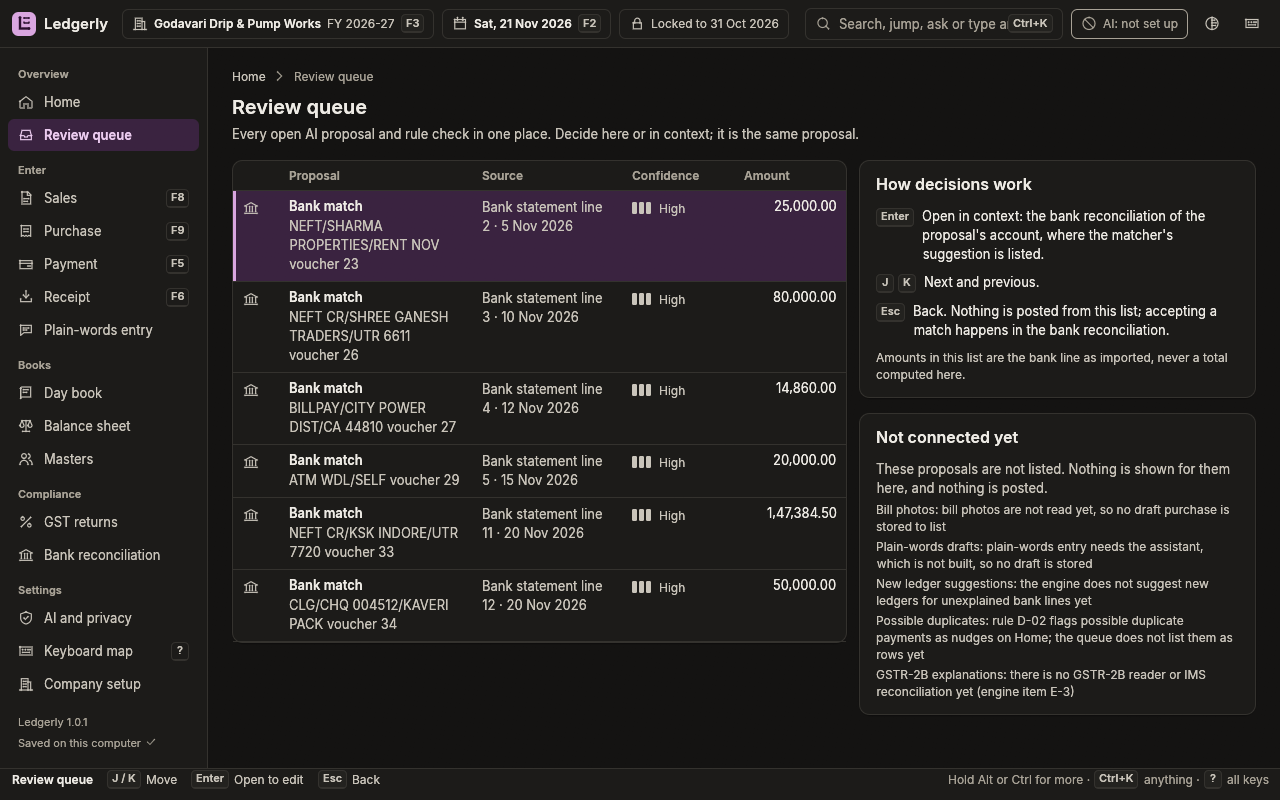 Ledgerly
Godavari Drip & Pump Works FY 2026-27 F3
Sat, 21 Nov 2026 F2
Locked to 31 Oct 2026
Search, jump, ask or type a Ctrl+K
AI: not set up
Overview
Home
Review queue
Enter
Sales F8
Purchase F9
Payment F5
Receipt F6
Plain-words entry
Books
Day book
Balance sheet
Masters
Compliance
GST returns
Bank reconciliation
Settings
AI and privacy
Keyboard map ?
Company setup
Ledgerly 1.0.1
Saved on this computer
Home > Review queue
Review queue
Every open AI proposal and rule check in one place. Decide here or in context; it is the same proposal.
Proposal Source Confidence Amount
Bank match Bank statement line High 25,000.00
NEFT/SHARMA 2 · 5 Nov 2026
PROPERTIES/RENT NOV
voucher 23
Bank match Bank statement line High 80,000.00
NEFT CR/SHREE GANESH 3 · 10 Nov 2026
TRADERS/UTR 6611
voucher 26
Bank match Bank statement line High 14,860.00
BILLPAY/CITY POWER 4 · 12 Nov 2026
DIST/CA 44810 voucher 27
Bank match Bank statement line High 20,000.00
ATM WDL/SELF voucher 29 5 · 15 Nov 2026
Bank match Bank statement line High 1,47,384.50
NEFT CR/KSK INDORE/UTR 11 · 20 Nov 2026
7720 voucher 33
Bank match Bank statement line High 50,000.00
CLG/CHQ 004512/KAVERI 12 · 20 Nov 2026
PACK voucher 34
How decisions work
Enter Open in context: the bank reconciliation of the
proposal's account, where the matcher's
suggestion is listed.
J K Next and previous.
Esc Back. Nothing is posted from this list; accepting a
match happens in the bank reconciliation.
Amounts in this list are the bank line as imported, never a total
computed here.
Not connected yet
These proposals are not listed. Nothing is shown for them
here, and nothing is posted.
Bill photos: bill photos are not read yet, so no draft purchase is
stored to list
Plain-words drafts: plain-words entry needs the assistant,
which is not built, so no draft is stored
New ledger suggestions: the engine does not suggest new
ledgers for unexplained bank lines yet
Possible duplicates: rule D-02 flags possible duplicate
payments as nudges on Home; the queue does not list them as
rows yet
GSTR-2B explanations: there is no GSTR-2B reader or IMS
reconciliation yet (engine item E-3)
Review queue J / K Move Enter Open to edit Esc Back
Hold Alt or Ctrl for more · Ctrl+K anything · ? all keys